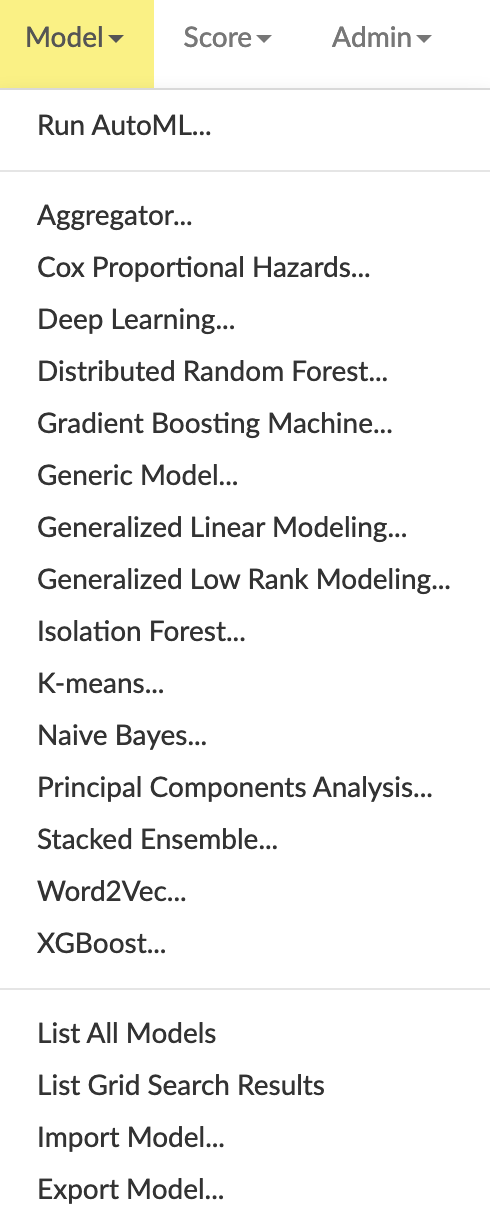 Model Score Admin
Run AutoML...
Aggregator...
Cox Proportional Hazards...
Deep Learning...
Distributed Random Forest...
Gradient Boosting Machine...
Generic Model...
Generalized Linear Modeling...
Generalized Low Rank Modeling...
Isolation Forest...
K-means...
Naive Bayes...
Principal Components Analysis...
Stacked Ensemble...
Word2Vec...
XGBoost...
List All Models
List Grid Search Results
Import Model...
Export Model...